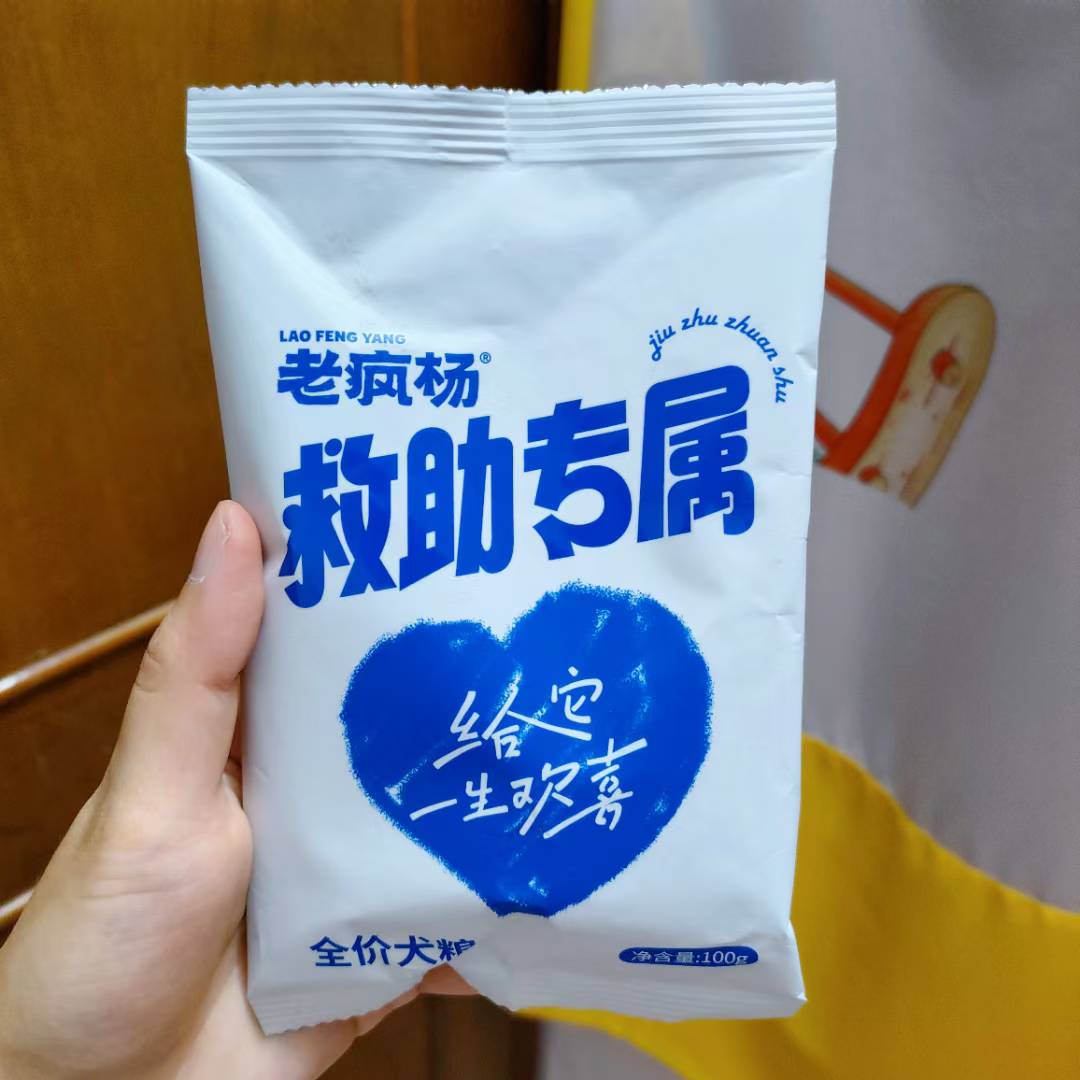 LAO FENG YANG
老疯杨®
jiu zhu zhuan shu
救助专属
给它
一生欢喜
全价犬粮
净含量:100g